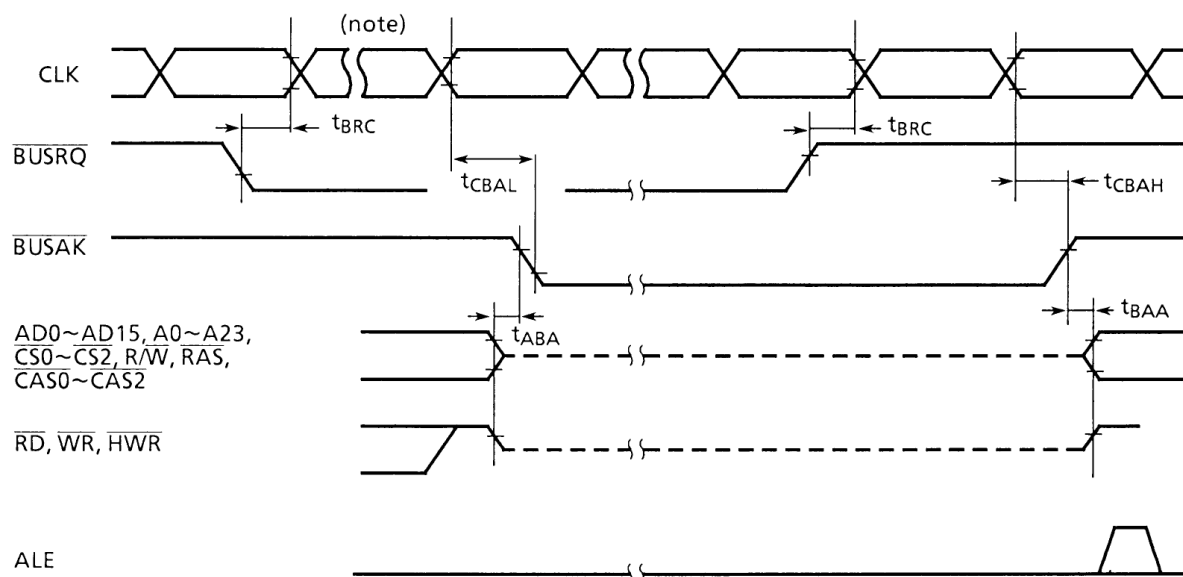 (note)
CLK
tBRC
tBRC
BUSRQ
tCBAL
tCBAH
BUSAK
tABA
tBAA
AD0~AD15, A0~A23,
CS0~CS2, R/W, RAS,
CAS0~CAS2
RD, WR, HWR
ALE